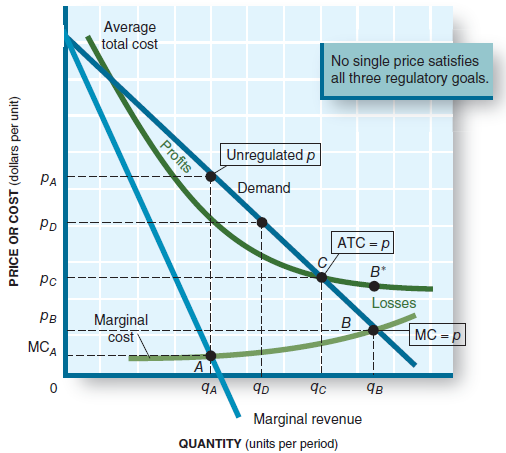 Average
total cost
No single price satisfies
all three regulatory goals.
PRICE OR COST (dollars per unit)
Profits
Unregulated p
Demand
pA
pD
ATC = p
C
B*
pC
Losses
pB
Marginal
cost
B
MC = p
MCA
A
0
qA
qD
qC
qB
Marginal revenue
QUANTITY (units per period)